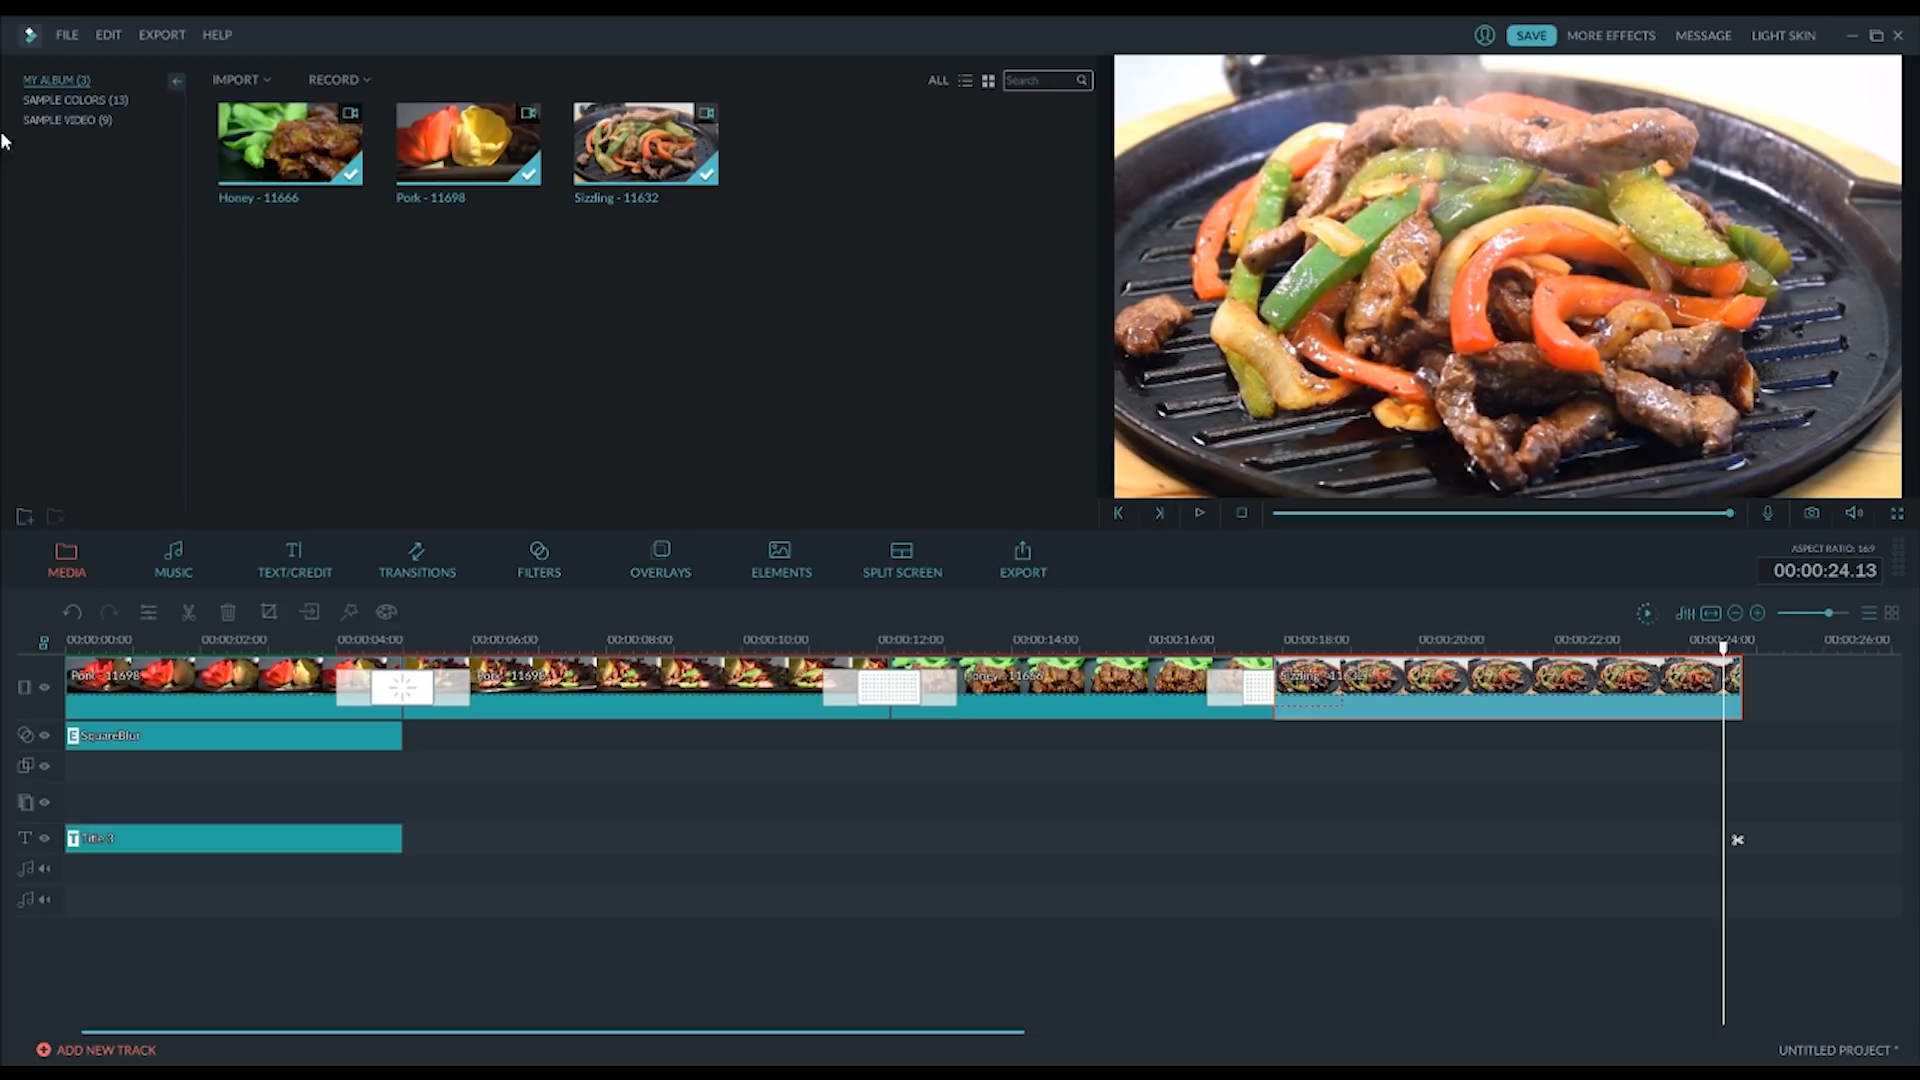 FILE EDIT EXPORT HELP
SAVE MORE EFFECTS MESSAGE LIGHT SKIN
MY ALBUM (3)
SAMPLE COLORS (13)
SAMPLE VIDEO (9)
IMPORT RECORD
ALL Search
Honey - 11666
Pork - 11698
Sizzling - 11632
MEDIA MUSIC TEXT/CREDIT TRANSITIONS FILTERS OVERLAYS ELEMENTS SPLIT SCREEN EXPORT
ASPECT RATIO: 16:9
00:00:24.13
00:00:00:00 00:00:02:00 00:00:04:00 00:00:06:00 00:00:08:00 00:00:10:00 00:00:12:00 00:00:14:00 00:00:16:00 00:00:18:00 00:00:20:00 00:00:22:00 00:00:24:00 00:00:26:00
Pork - 11698 Pork - 11698 Honey - 11666 Sizzling - 11632
E SquareBlur
T Title 3
ADD NEW TRACK
UNTITLED PROJECT *